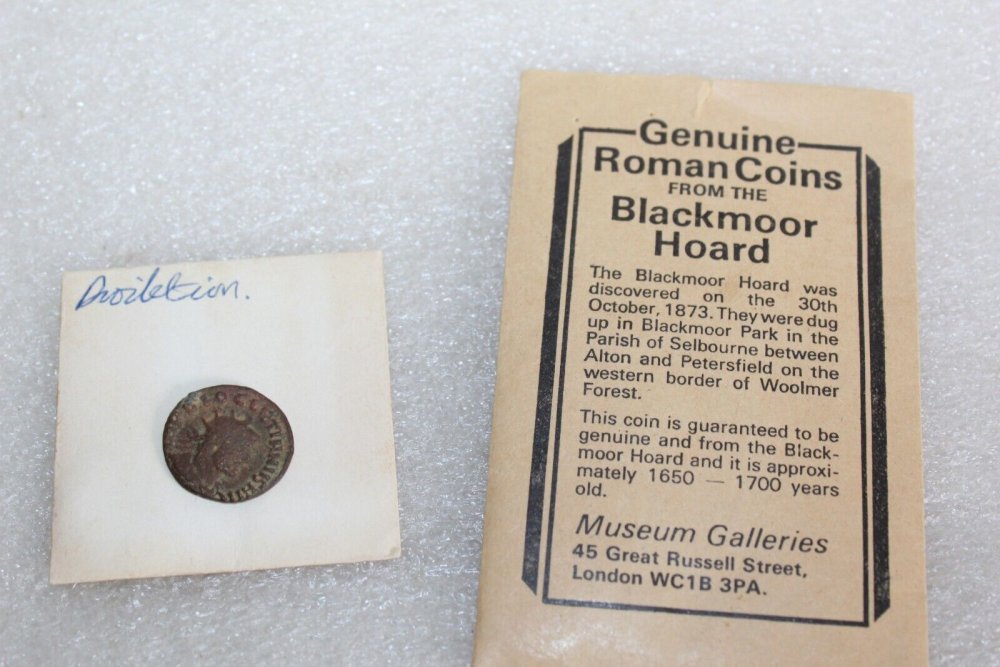 Dioiletion.
Genuine
Roman Coins
FROM THE
Blackmoor
Hoard
The Blackmoor Hoard was
discovered on the 30th
October, 1873. They were dug
up in Blackmoor Park in the
Parish of Selbourne between
Alton and Petersfield on the
western border of Woolmer
Forest.
This coin is guaranteed to be
genuine and from the Black-
moor Hoard and it is approxi-
mately 1650 — 1700 years
old.
Museum Galleries
45 Great Russell Street,
London WC1B 3PA.